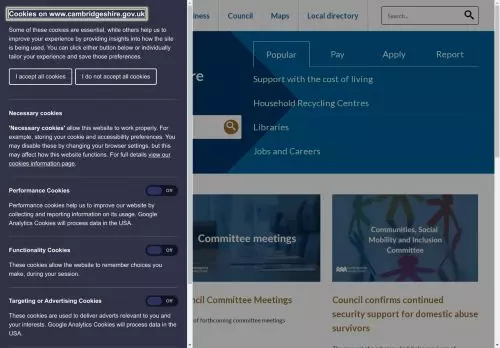 Cookies on www.cambridgeshire.gov.uk
Some of these cookies are essential, while others help us to
improve your experience by providing insights into how the site
is being used. You can click either button below or individually
tailor your experience and save those preferences.
I accept all cookies
I do not accept all cookies
Necessary cookies
'Necessary cookies' allow this website to work properly. For
example, storing your cookie and accessibility preferences. You
may disable these by changing your browser settings, but this
may affect how this website functions. For full details view our
cookies information page.
Performance Cookies
Off
Performance cookies help us to improve our website by
collecting and reporting information on its usage. Google
Analytics Cookies will process data in the USA.
Functionality Cookies
Off
These cookies allow the website to remember choices you
make, during your session.
Targeting or Advertising Cookies
Off
These cookies are used to deliver adverts relevant to you and
your interests. Google Analytics Cookies will process data in the
USA.
iness
Council
Maps
Local directory
Search...
re
Popular
Pay
Apply
Report
Support with the cost of living
Household Recycling Centres
Libraries
Jobs and Careers
Committee meetings
Communities, Social
Mobility and Inclusion
Committee
ncil Committee Meetings
of forthcoming committee meetings
Council confirms continued
security support for domestic abuse
survivors